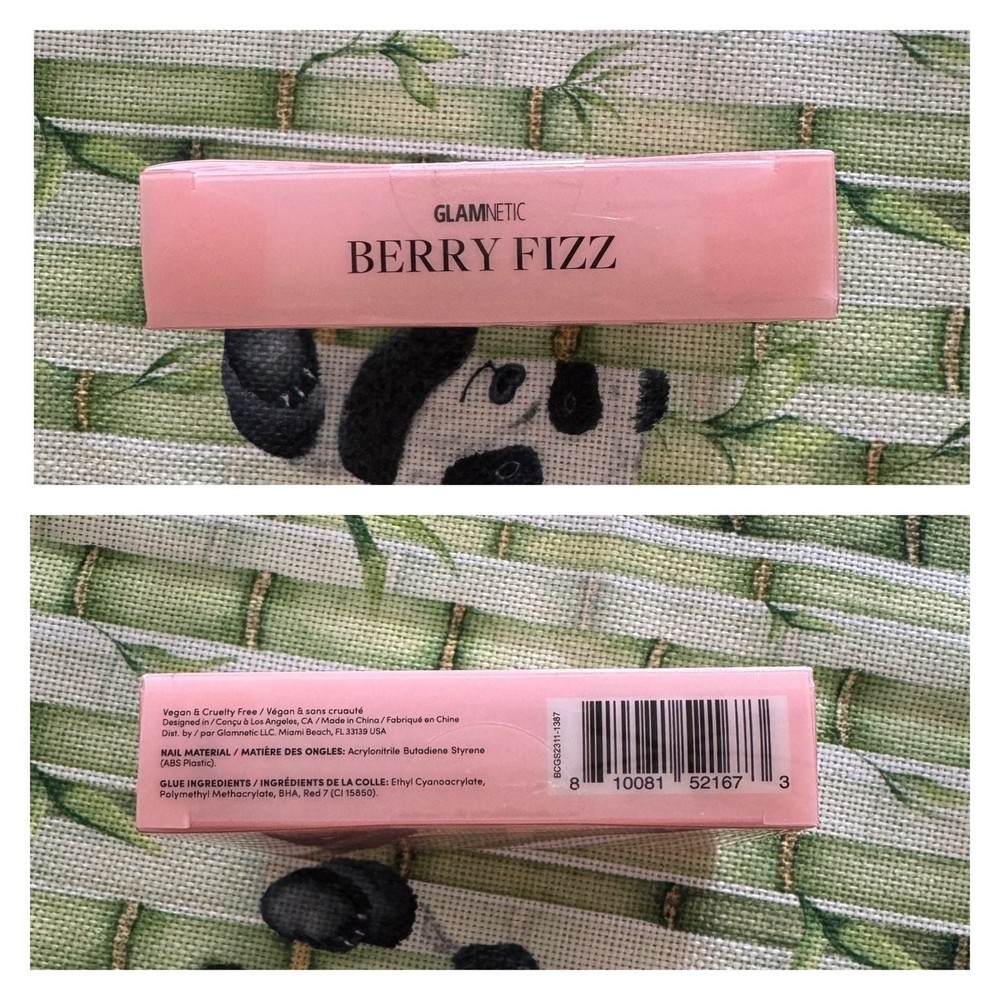 GLAMNETIC
BERRY FIZZ
Vegan & Cruelty Free / Végan & sans cruauté
Designed in / Conçu à Los Angeles, CA / Made in China / Fabriqué en Chine
Dist. by / par Glamnetic LLC. Miami Beach, FL 33139 USA
NAIL MATERIAL / MATIÈRE DES ONGLES: Acrylonitrile Butadiene Styrene
(ABS Plastic).
GLUE INGREDIENTS / INGRÉDIENTS DE LA COLLE: Ethyl Cyanoacrylate,
Polymethyl Methacrylate, BHA, Red 7 (CI 15850).
BCGS2311-1387
8 10081 52167 3